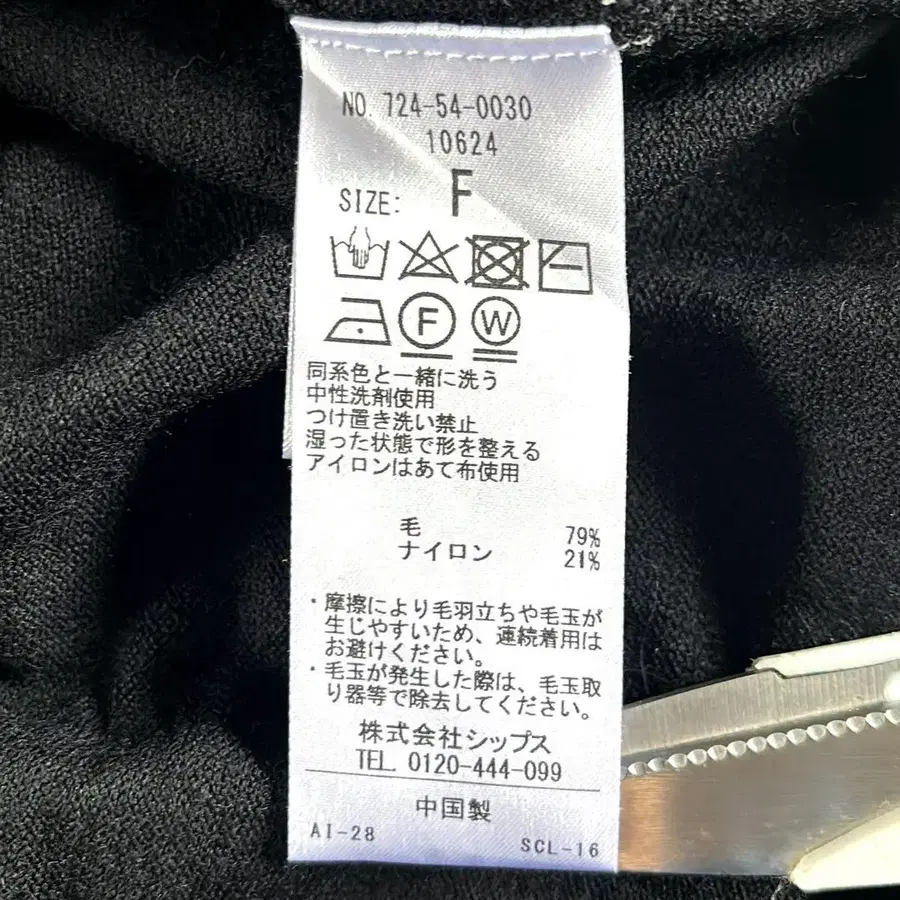 NO. 724-54-0030
10624
SIZE: F
F W
同系色と一緒に洗う
中性洗剤使用
つけ置き洗い禁止
湿った状態で形を整える
アイロンはあて布使用
毛 79%
ナイロン 21%
・摩擦により毛羽立ちや毛玉が
生じやすいため、連続着用は
お避けください。
・毛玉が発生した際は、毛玉取
り器等で除去してください。
株式会社シップス
TEL. 0120-444-099
中国製
AI-28 SCL-16